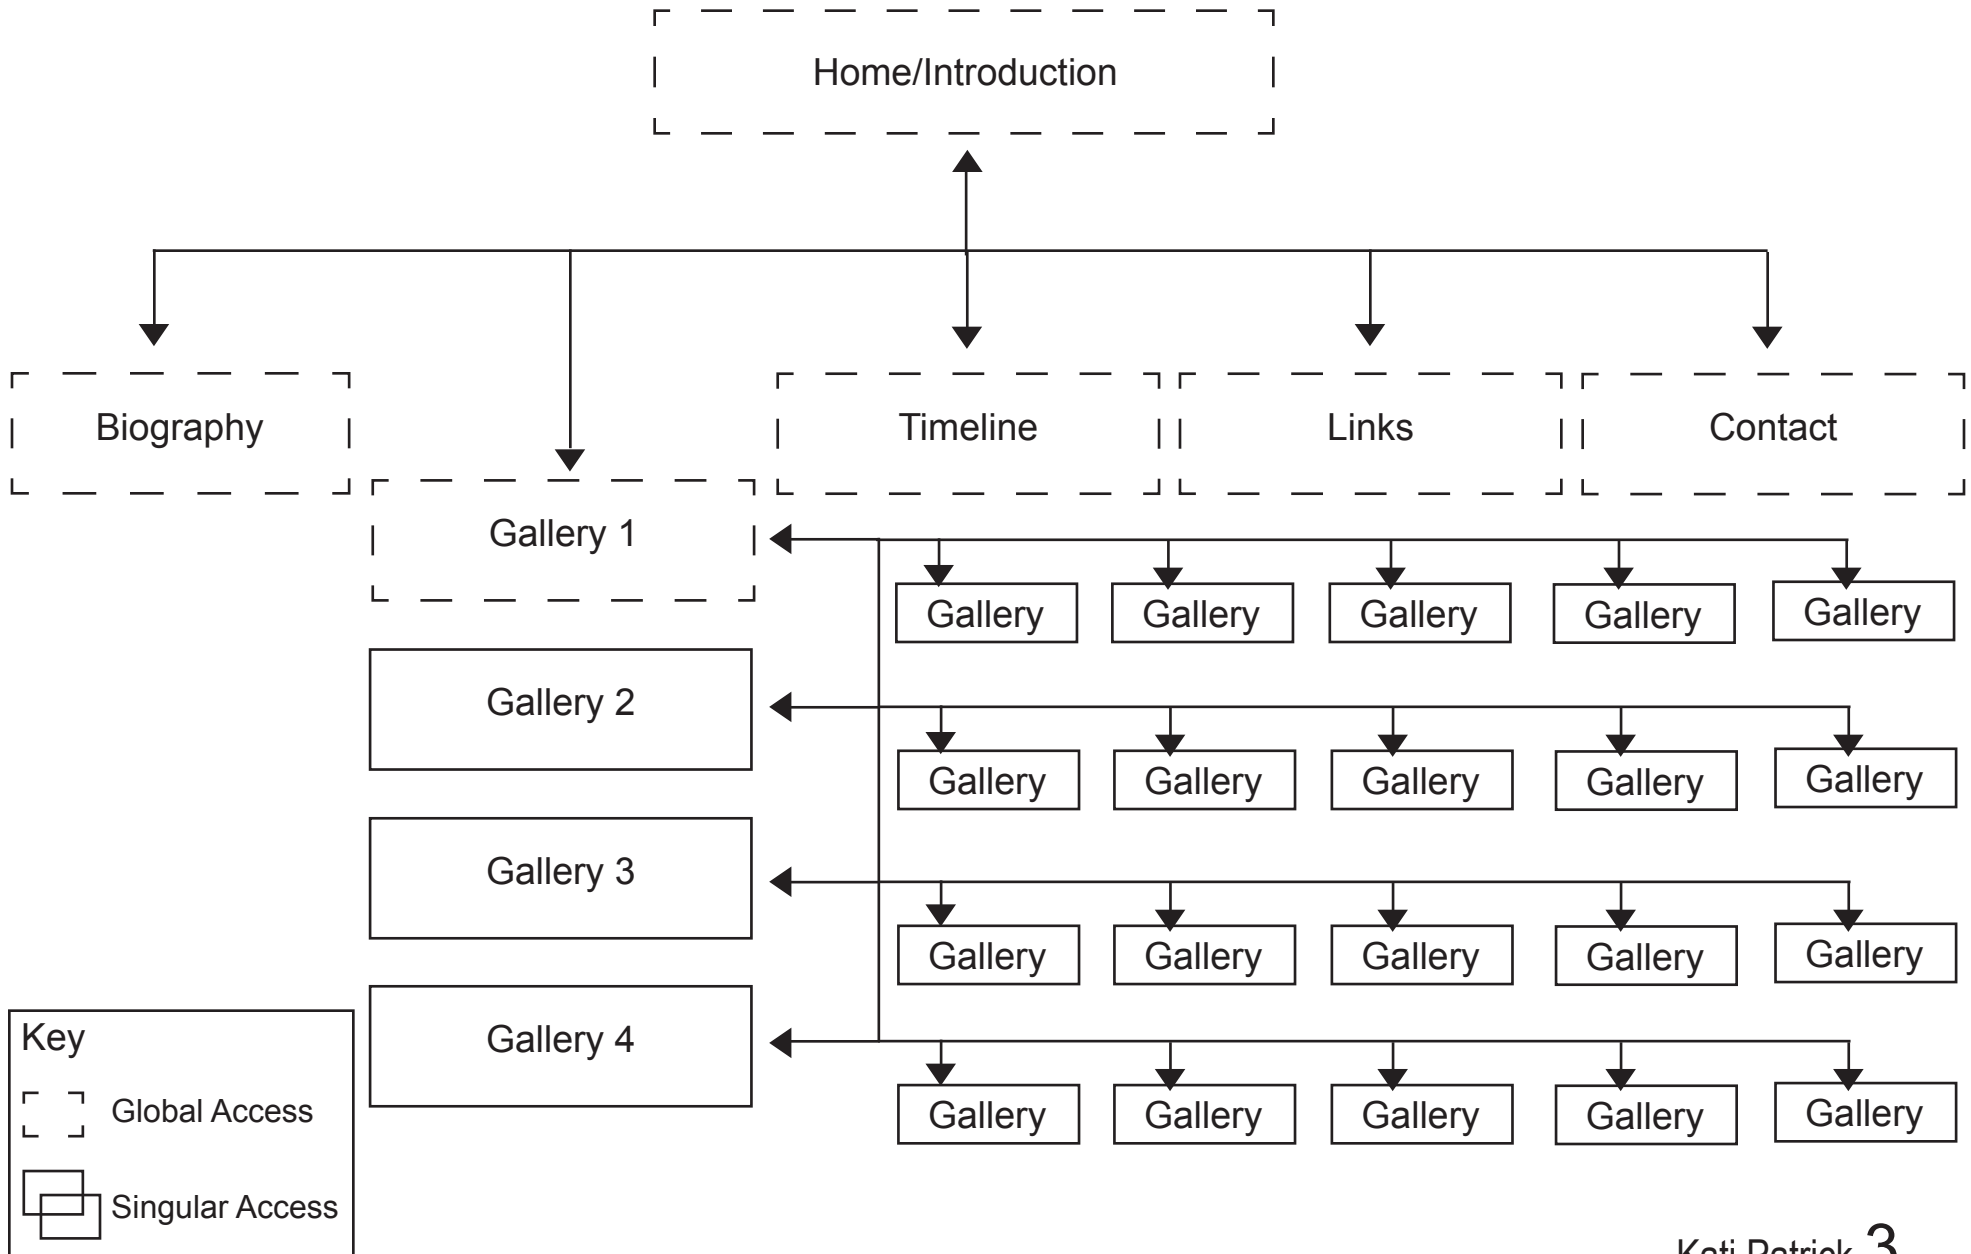 Home/Introduction
Biography
Timeline
Links
Contact
Gallery 1
Gallery Gallery Gallery Gallery Gallery
Gallery 2
Gallery Gallery Gallery Gallery Gallery
Gallery 3
Gallery Gallery Gallery Gallery Gallery
Gallery 4
Gallery Gallery Gallery Gallery Gallery
Key
Global Access
Singular Access
Kati Patrick 3